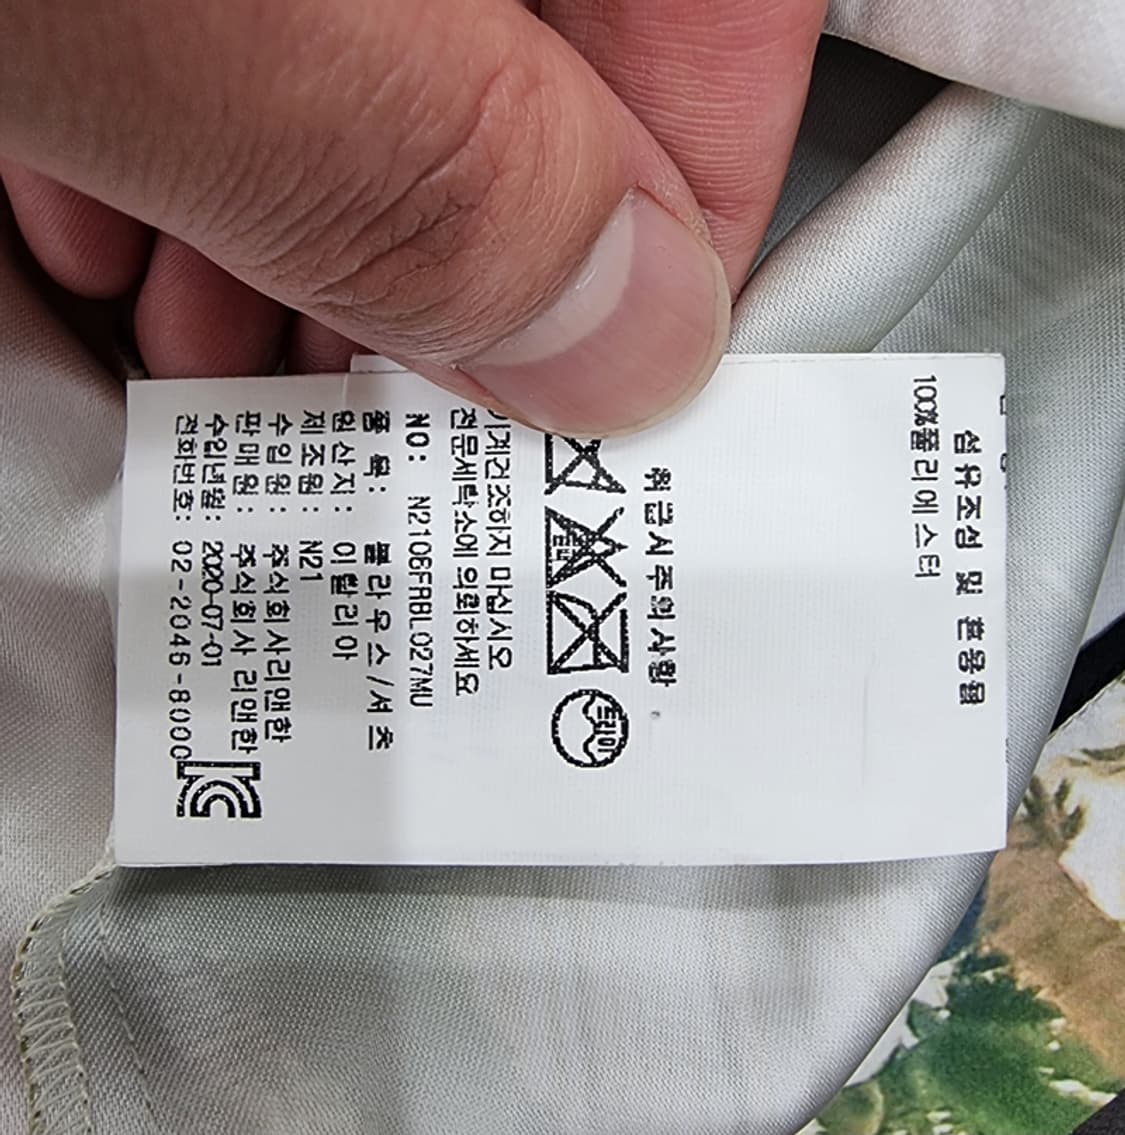 섬유조성 및 혼용율
100%폴리에스터
취급시주의사항
드라이
기계건조하지 마십시오
전문세탁소에 의뢰하세요
NO: N2106FABL027MU
품 목: 블라우스/셔츠
원산지: 이탈리아
제조원: N21
수입원: 주식회사리앤한
판매원: 주식회사 리앤한
수입년월: 2020-07-01
전화번호: 02-2046-8000